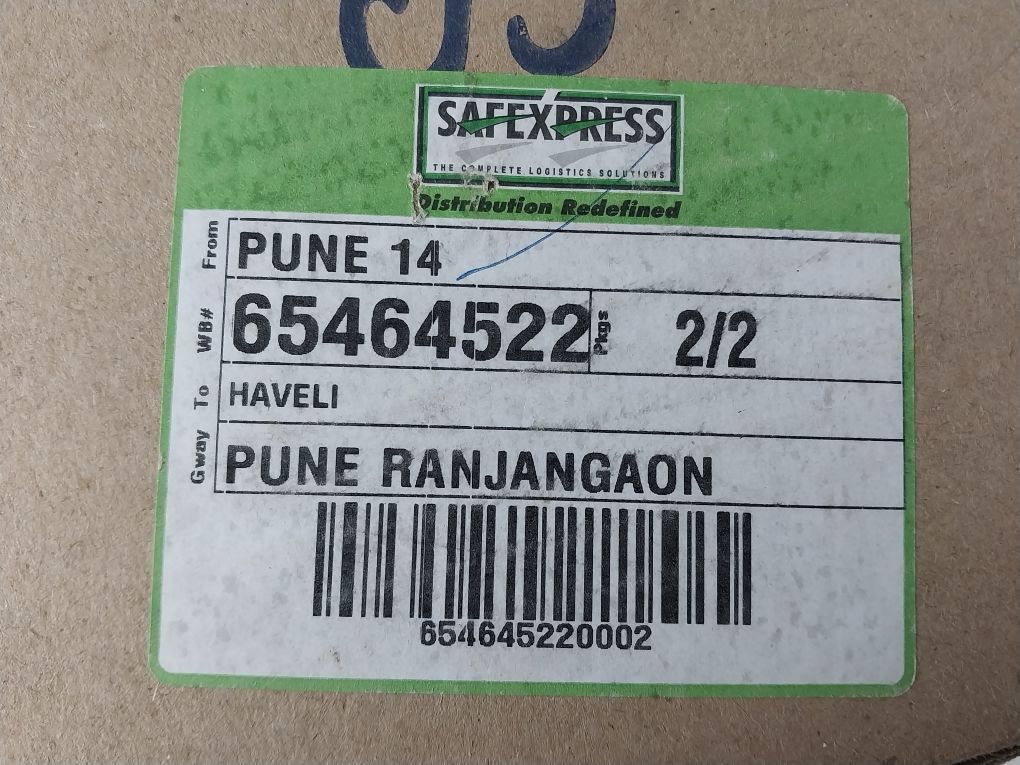 SAFEXPRESS
THE COMPLETE LOGISTICS SOLUTIONS
Distribution Redefined
From PUNE 14
WB# 65464522 Pkgs 2/2
To HAVELI
Gway PUNE RANJANGAON
654645220002